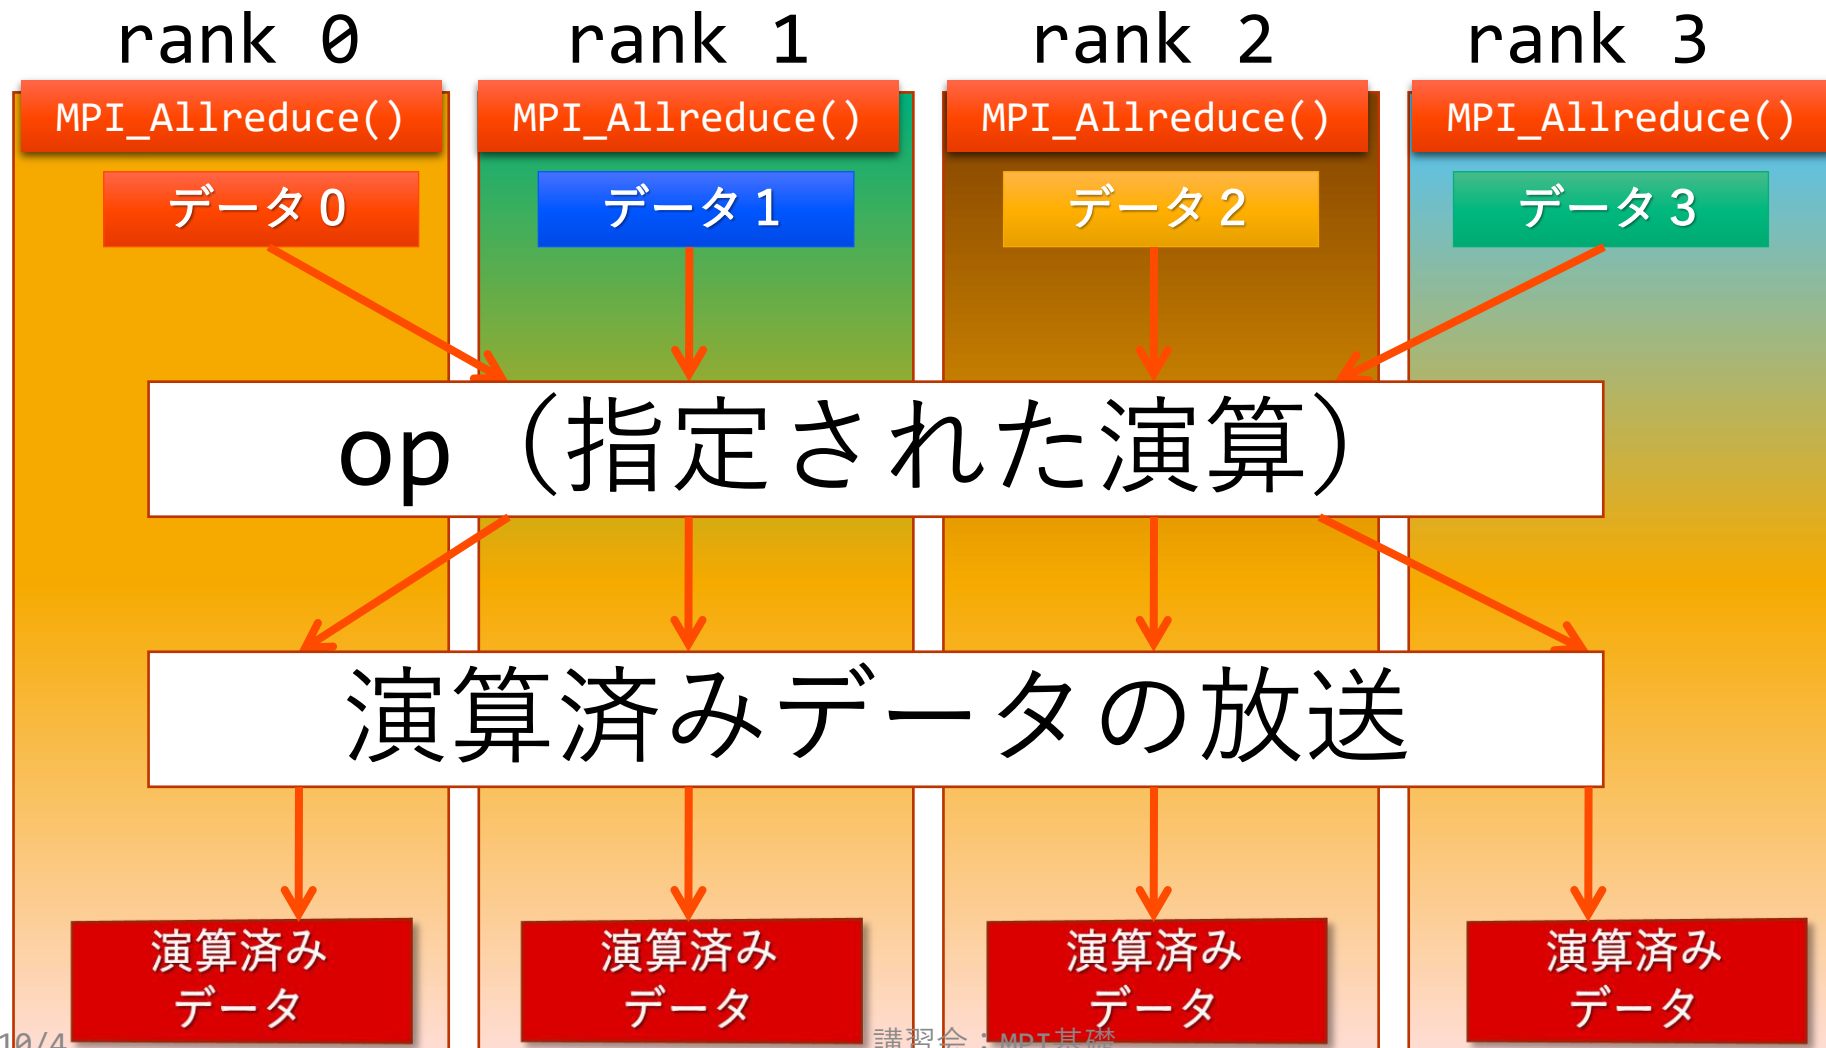 rank 0 rank 1 rank 2 rank 3
MPI_Allreduce() MPI_Allreduce() MPI_Allreduce() MPI_Allreduce()
データ0 データ1 データ2 データ3
op（指定された演算）
演算済みデータの放送
演算済み 演算済み 演算済み 演算済み
データ データ データ データ
10/4 講習会：MPI基礎